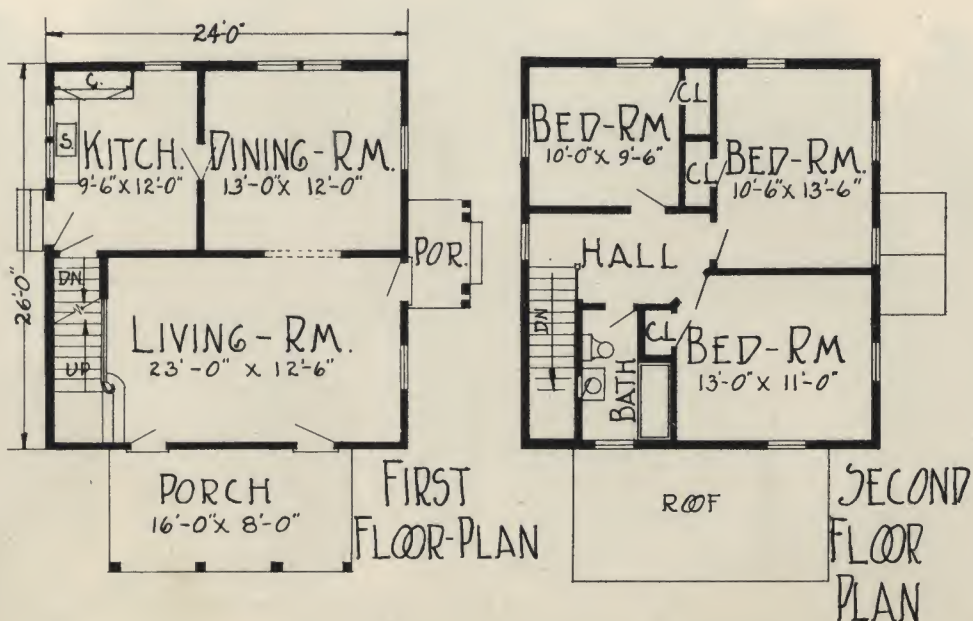 24'0"
26'-0"
C.
S.
KITCH.
9'-6" x 12'-0"
DINING-RM.
13'-0" x 12'-0"
POR.
DN
UP
LIVING-RM.
23'-0" x 12'-6"
PORCH
16'-0" x 8'-0"
FIRST
FLOOR-PLAN
BED-RM
10'-0" x 9'-6"
CL
CL
BED-RM.
10'-6" x 13'-6"
HALL
DN
CL
BATH
BED-RM
13'-0" x 11'-0"
ROOF
SECOND
FLOOR
PLAN